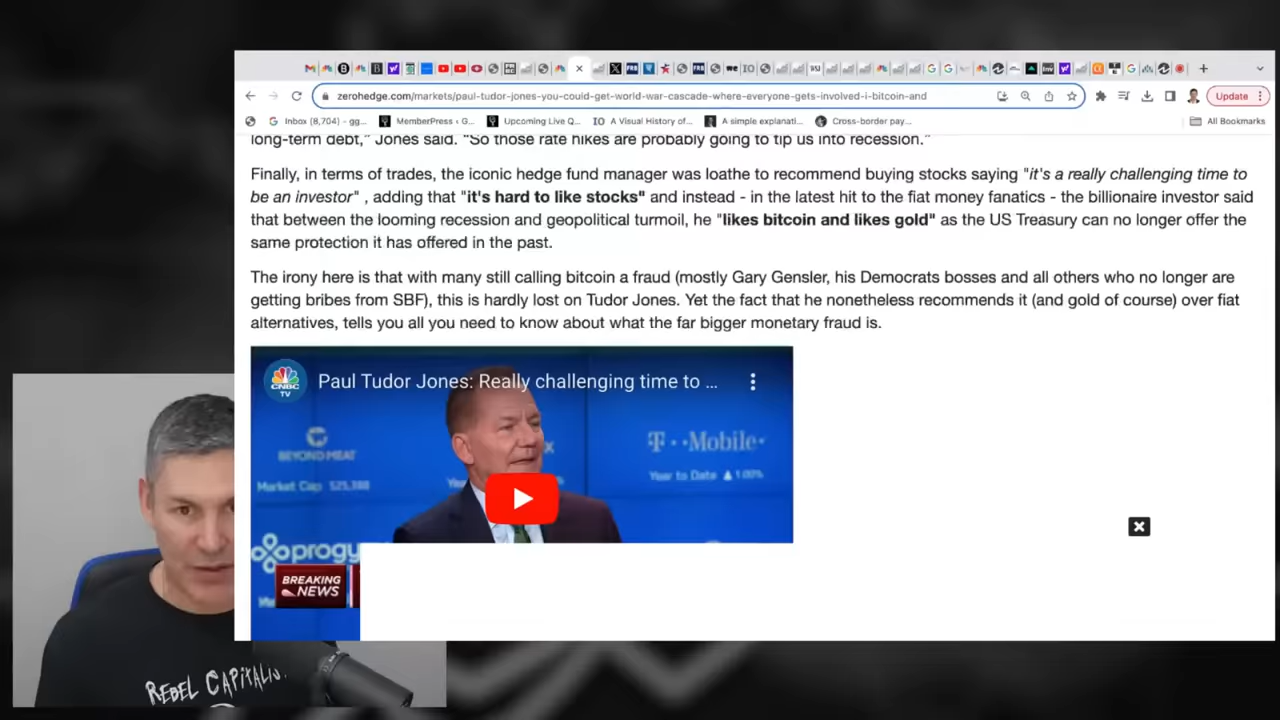 zerohedge.com/markets/paul-tudor-jones-you-could-get-world-war-cascade-where-everyone-gets-involved-i-bitcoin-and
Update
Inbox (8,704) - gg...
MemberPress ‹ G...
Upcoming Live Q...
IO A Visual History of...
A simple explanati...
Cross-border pay...
All Bookmarks
long-term debt," Jones said. "So those rate hikes are probably going to tip us into recession."
Finally, in terms of trades, the iconic hedge fund manager was loathe to recommend buying stocks saying "it's a really challenging time to
be an investor" , adding that "it's hard to like stocks" and instead - in the latest hit to the fiat money fanatics - the billionaire investor said
that between the looming recession and geopolitical turmoil, he "likes bitcoin and likes gold" as the US Treasury can no longer offer the
same protection it has offered in the past.
The irony here is that with many still calling bitcoin a fraud (mostly Gary Gensler, his Democrats bosses and all others who no longer are
getting bribes from SBF), this is hardly lost on Tudor Jones. Yet the fact that he nonetheless recommends it (and gold of course) over fiat
alternatives, tells you all you need to know about what the far bigger monetary fraud is.
CNBC
TV
Paul Tudor Jones: Really challenging time to ...
BEYOND MEAT
Market Cap
T··Mobile·
Year to Date ▲ 1.00%
progy
BREAKING
NEWS
REBEL CAPITALIS